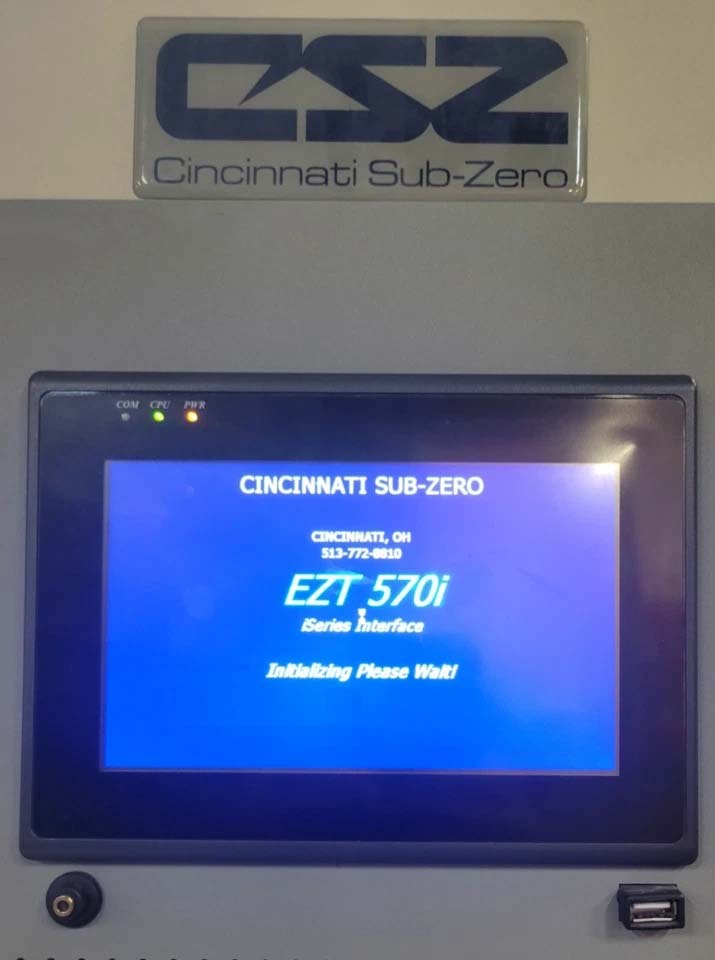 CSZ
Cincinnati Sub-Zero
COM CPU PWR
CINCINNATI SUB-ZERO
CINCINNATI, OH
513-772-8810
EZT 570i
iSeries Interface
Initializing Please Wait!